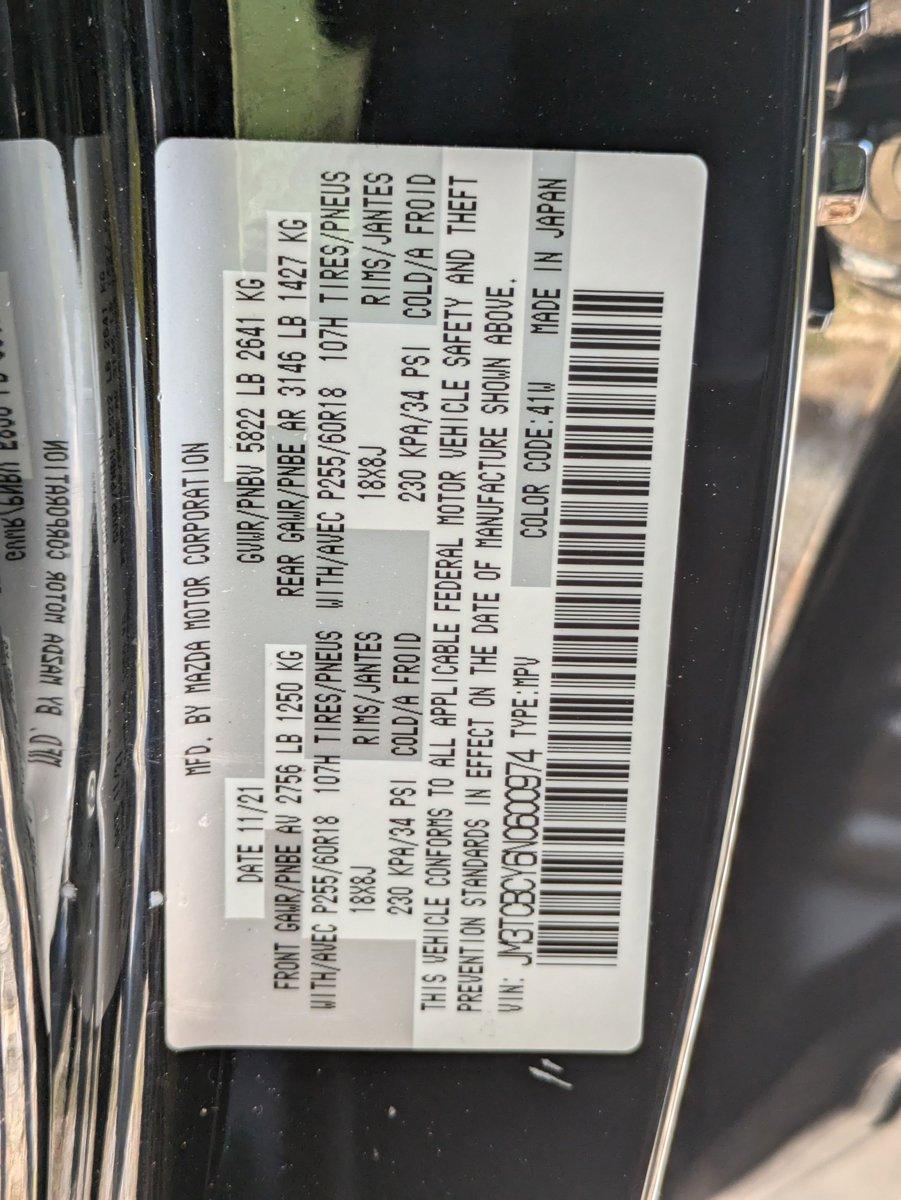 MFD. BY MAZDA MOTOR CORPORATION
DATE 11/21 GVWR/PNBV 5822 LB 2641 KG
FRONT GAWR/PNBE AV 2756 LB 1250 KG REAR GAWR/PNBE AR 3146 LB 1427 KG
WITH/AVEC P255/60R18 107H TIRES/PNEUS WITH/AVEC P255/60R18 107H TIRES/PNEUS
18X8J RIMS/JANTES 18X8J RIMS/JANTES
230 KPA/34 PSI COLD/A FROID 230 KPA/34 PSI COLD/A FROID
THIS VEHICLE CONFORMS TO ALL APPLICABLE FEDERAL MOTOR VEHICLE SAFETY AND THEFT
PREVENTION STANDARDS IN EFFECT ON THE DATE OF MANUFACTURE SHOWN ABOVE.
VIN: JM3TCBCY6N0600974 TYPE:MPV COLOR CODE:41W MADE IN JAPAN